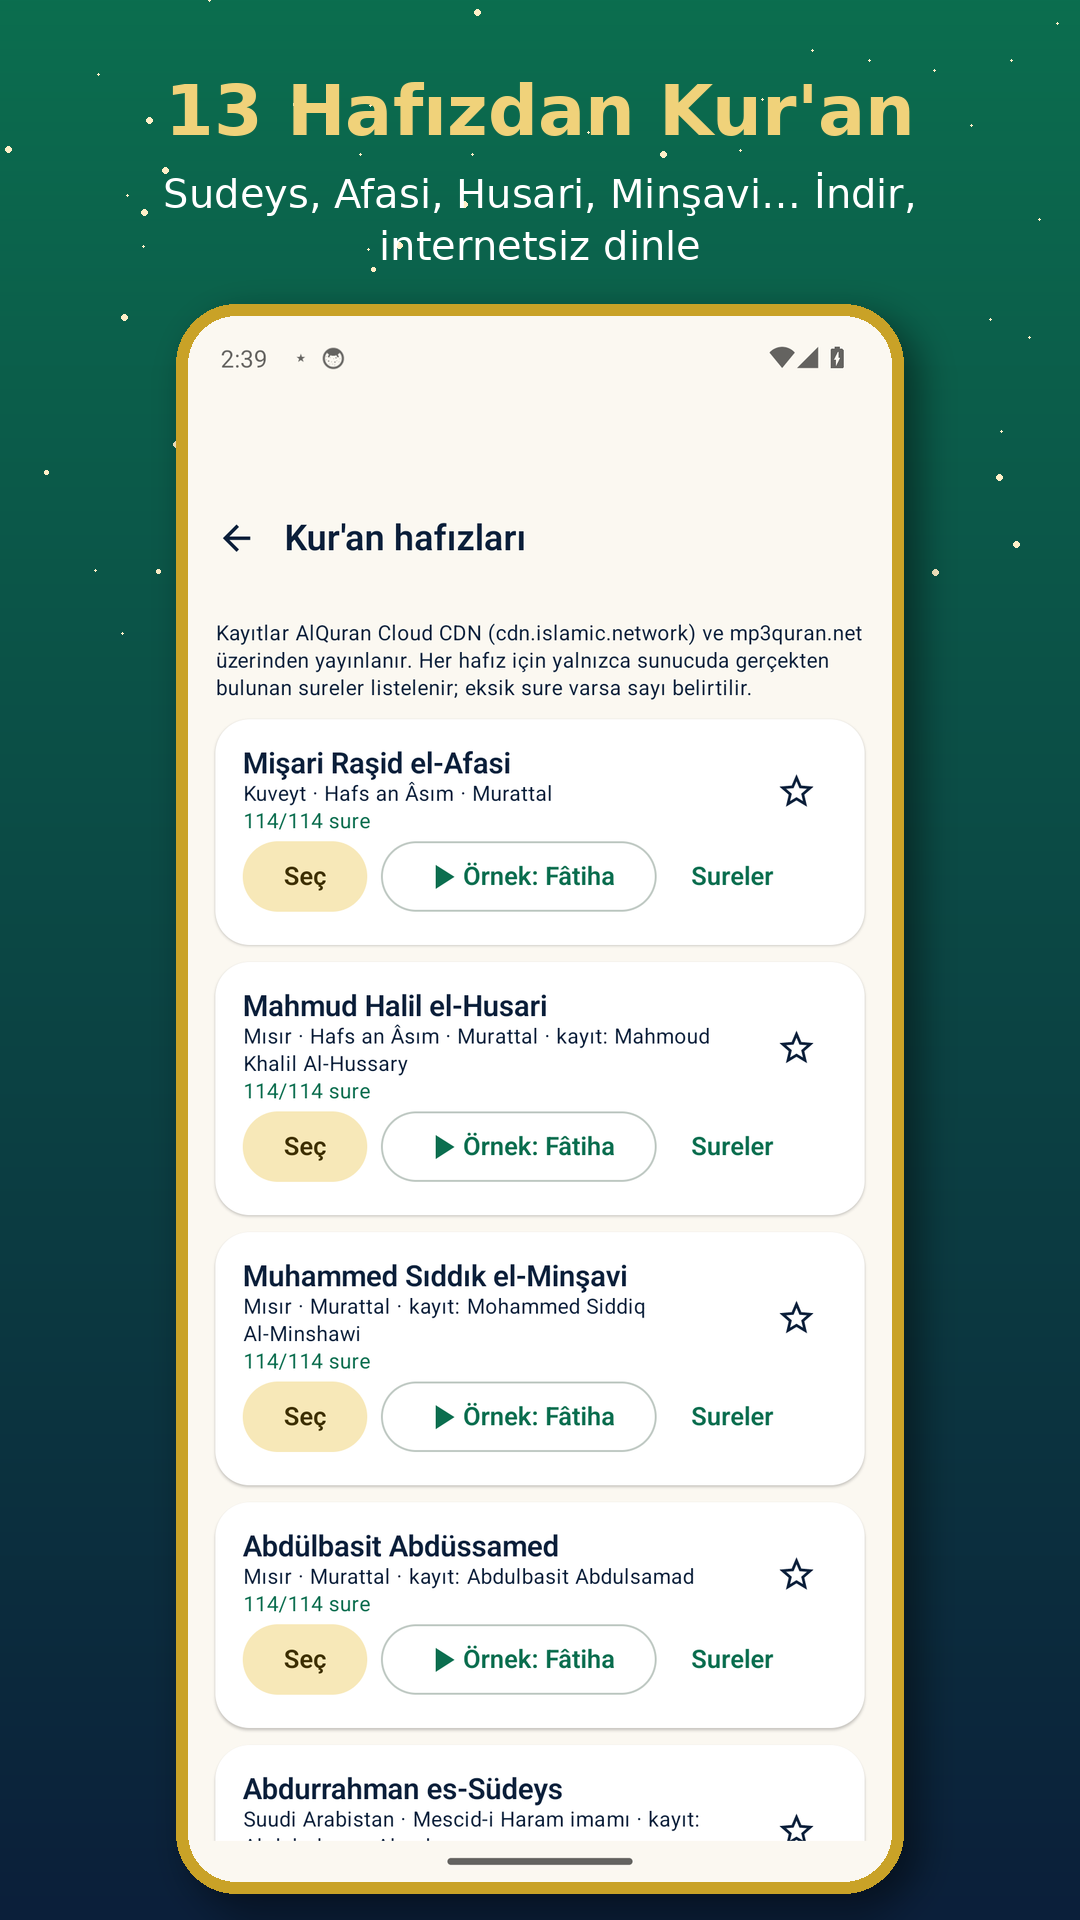 13 Hafızdan Kur'an
Sudeys, Afasi, Husari, Minşavi... İndir,
internetsiz dinle
2:39
Kur'an hafızları
Kayıtlar AlQuran Cloud CDN (cdn.islamic.network) ve mp3quran.net
üzerinden yayınlanır. Her hafız için yalnızca sunucuda gerçekten
bulunan sureler listelenir; eksik sure varsa sayı belirtilir.
Mişari Raşid el-Afasi
Kuveyt · Hafs an Âsım · Murattal
114/114 sure
Seç Örnek: Fâtiha Sureler
Mahmud Halil el-Husari
Mısır · Hafs an Âsım · Murattal · kayıt: Mahmoud
Khalil Al-Hussary
114/114 sure
Seç Örnek: Fâtiha Sureler
Muhammed Sıddık el-Minşavi
Mısır · Murattal · kayıt: Mohammed Siddiq
Al-Minshawi
114/114 sure
Seç Örnek: Fâtiha Sureler
Abdülbasit Abdüssamed
Mısır · Murattal · kayıt: Abdulbasit Abdulsamad
114/114 sure
Seç Örnek: Fâtiha Sureler
Abdurrahman es-Südeys
Suudi Arabistan · Mescid-i Haram imamı · kayıt: